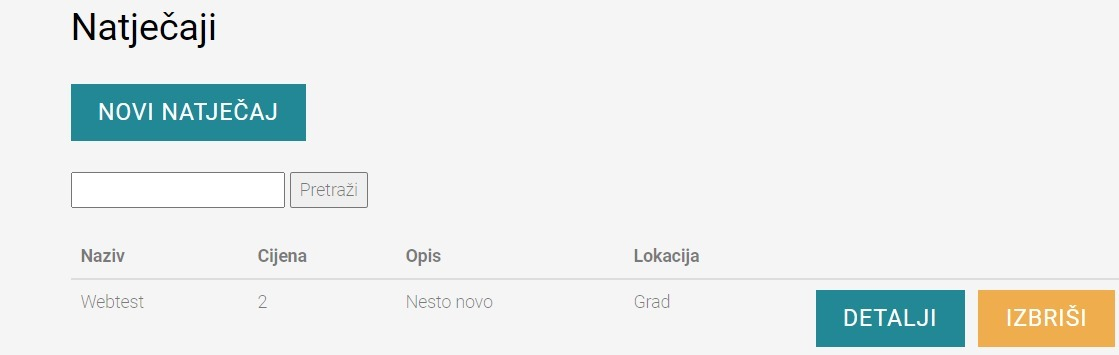 Natječaji
NOVI NATJEČAJ
Pretraži
Naziv Cijena Opis Lokacija
Webtest 2 Nesto novo Grad DETALJI IZBRIŠI